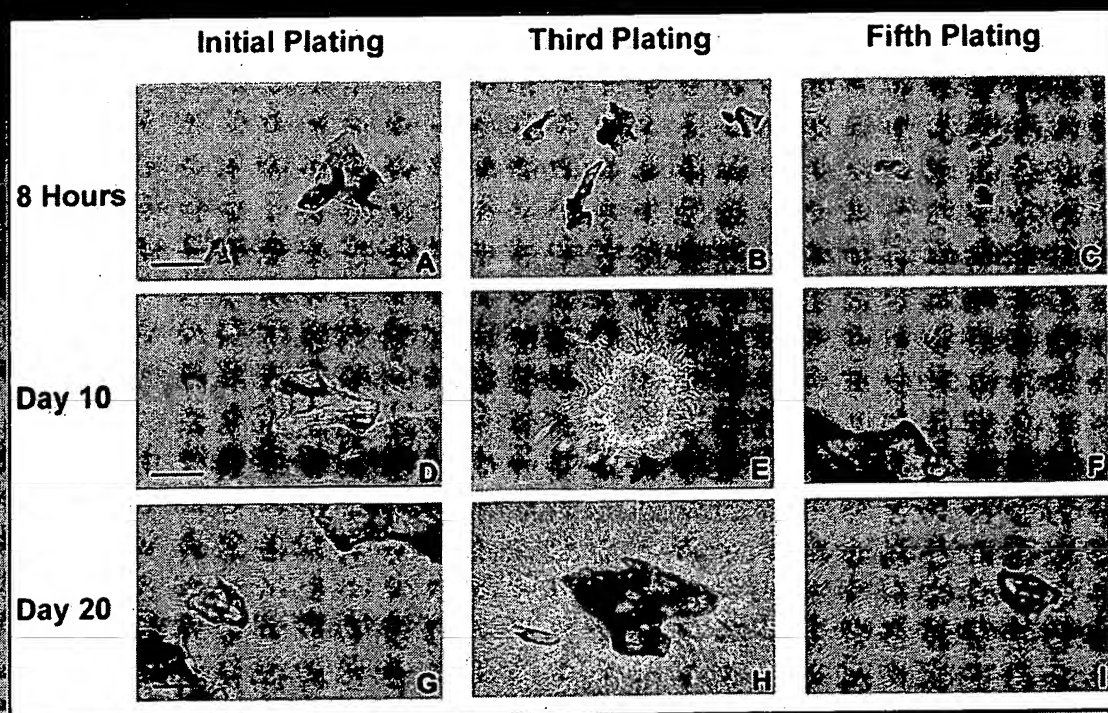 Initial Plating Third Plating Fifth Plating
8 Hours
A B C
Day 10
D E F
Day 20
G H I